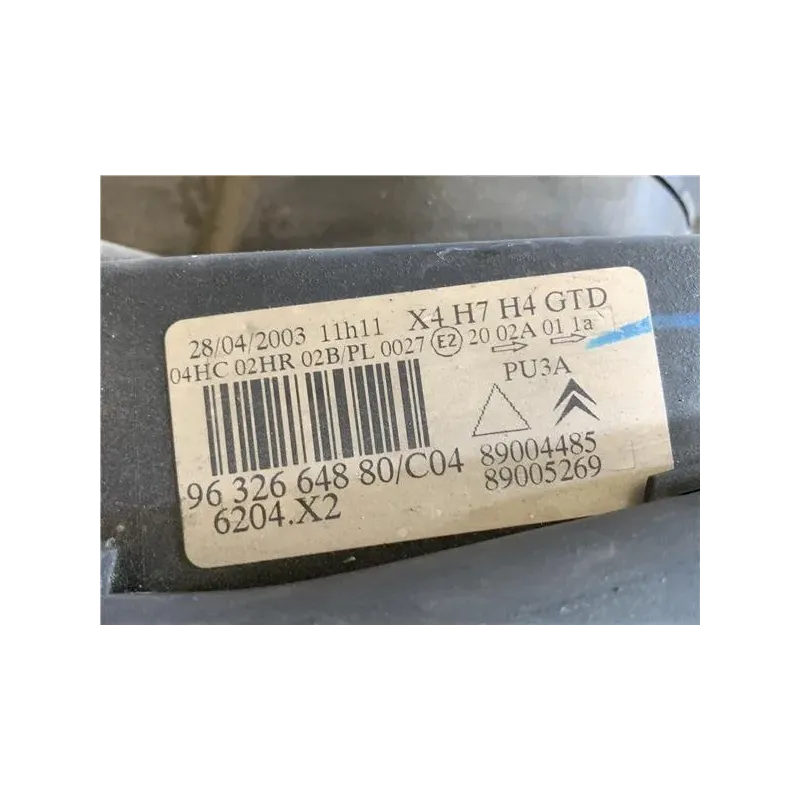 28/04/2003 11h11 X4 H7 H4 GTD
04HC 02HR 02B/PL 0027 E2 20 02A 01 1a
PU3A
96 326 648 80/C04 89004485
6204.X2 89005269